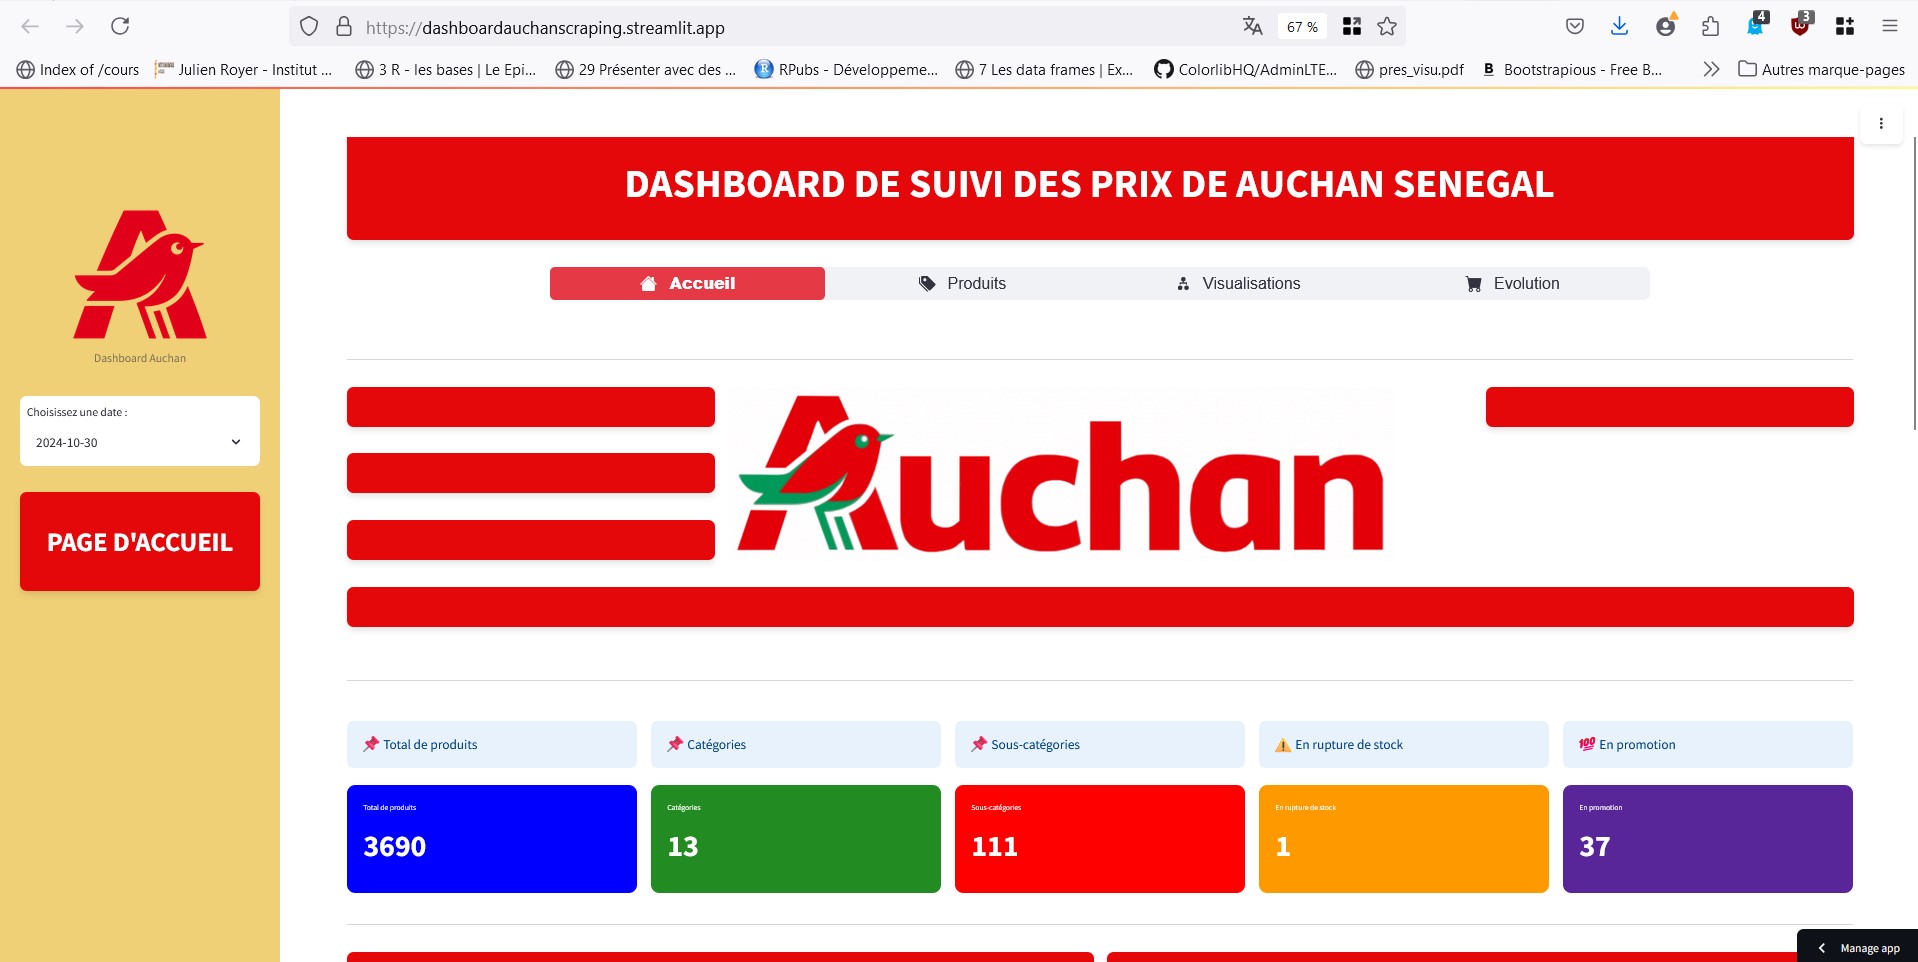 https://dashboardauchanscraping.streamlit.app
67 %
4
3
Index of /cours
Julien Royer - Institut ...
3 R - les bases | Le Epi...
29 Présenter avec des ...
RPubs - Développeme...
7 Les data frames | Ex...
ColorlibHQ/AdminLTE...
pres_visu.pdf
B Bootstrapious - Free B...
Autres marque-pages
DASHBOARD DE SUIVI DES PRIX DE AUCHAN SENEGAL
Accueil
Produits
Visualisations
Evolution
Dashboard Auchan
Choisissez une date :
2024-10-30
PAGE D'ACCUEIL
Auchan
📌 Total de produits
📌 Catégories
📌 Sous-catégories
⚠️ En rupture de stock
💯 En promotion
Total de produits
3690
Catégories
13
Sous-catégories
111
En rupture de stock
1
En promotion
37
Manage app